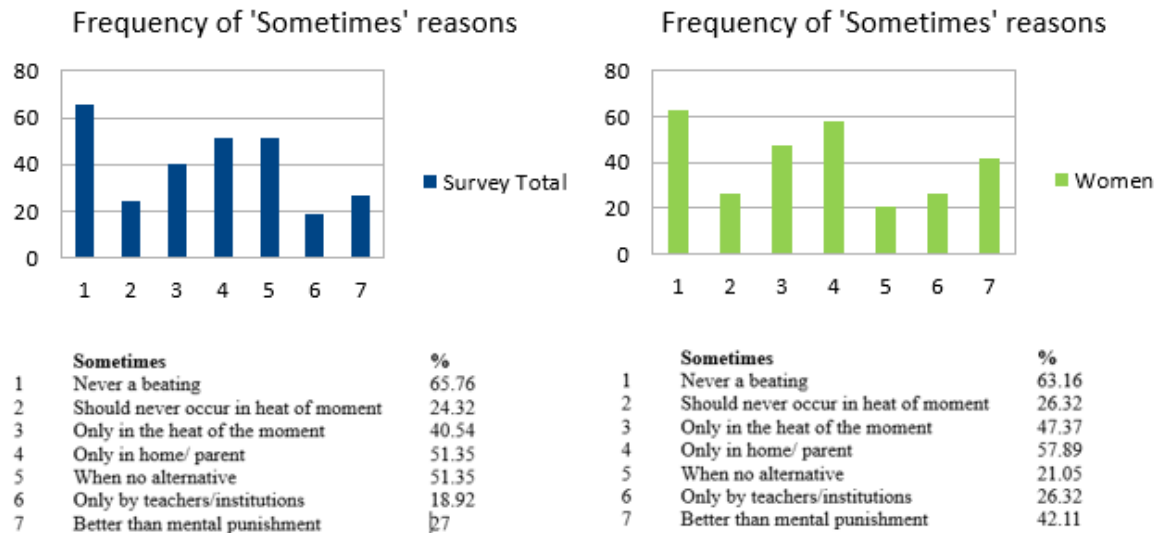 Frequency of 'Sometimes' reasons
80
60
40
20
0
1 2 3 4 5 6 7
Survey Total
Sometimes %
1 Never a beating 65.76
2 Should never occur in heat of moment 24.32
3 Only in the heat of the moment 40.54
4 Only in home/ parent 51.35
5 When no alternative 51.35
6 Only by teachers/institutions 18.92
7 Better than mental punishment 27
Frequency of 'Sometimes' reasons
80
60
40
20
0
1 2 3 4 5 6 7
Women
Sometimes %
1 Never a beating 63.16
2 Should never occur in heat of moment 26.32
3 Only in the heat of the moment 47.37
4 Only in home/ parent 57.89
5 When no alternative 21.05
6 Only by teachers/institutions 26.32
7 Better than mental punishment 42.11